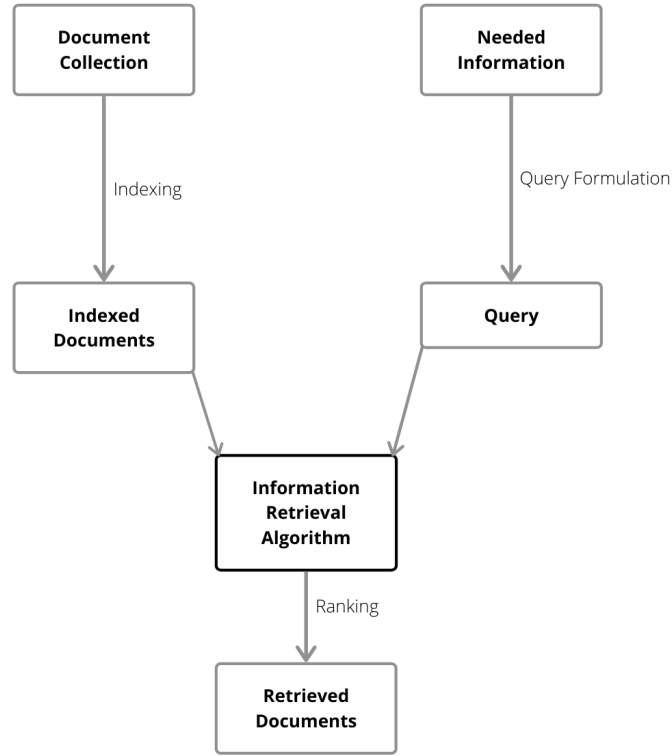 Document
Collection
Needed
Information
Indexing
Query Formulation
Indexed
Documents
Query
Information
Retrieval
Algorithm
Ranking
Retrieved
Documents